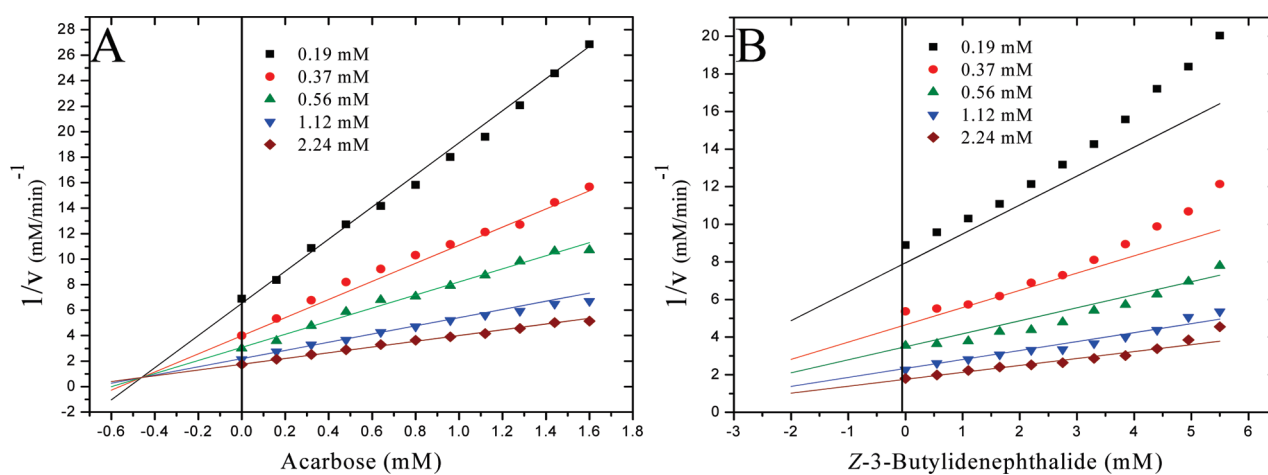 A
28
26
24
22
20
18
16
14
12
10
8
6
4
2
0
-2
1/v (mM/min)⁻¹
0.19 mM
0.37 mM
0.56 mM
1.12 mM
2.24 mM
-0.6 -0.4 -0.2 0.0 0.2 0.4 0.6 0.8 1.0 1.2 1.4 1.6 1.8
Acarbose (mM)
B
20
18
16
14
12
10
8
6
4
2
0
1/v (mM/min)⁻¹
0.19 mM
0.37 mM
0.56 mM
1.12 mM
2.24 mM
-3 -2 -1 0 1 2 3 4 5 6
Z-3-Butylidenephthalide (mM)